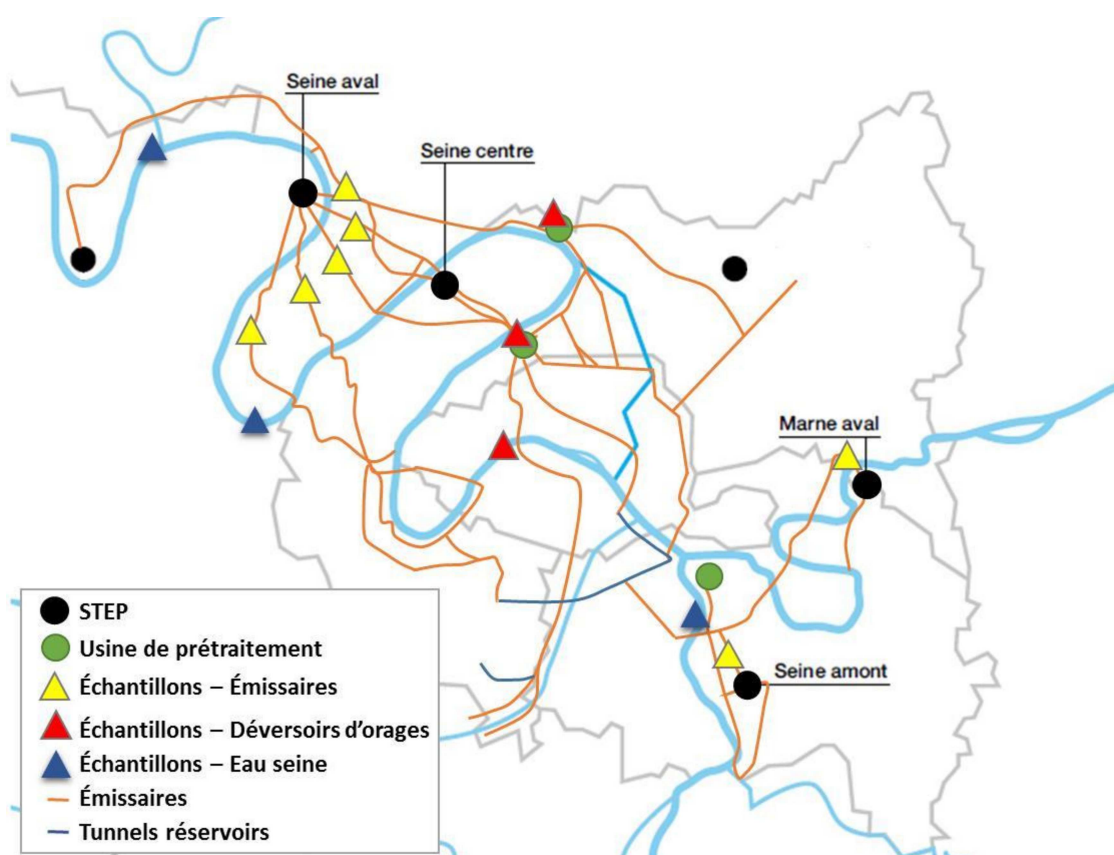 Seine aval
Seine centre
Marne aval
Seine amont
STEP
Usine de prétraitement
Échantillons – Émissaires
Échantillons – Déversoirs d'orages
Échantillons – Eau seine
Émissaires
Tunnels réservoirs